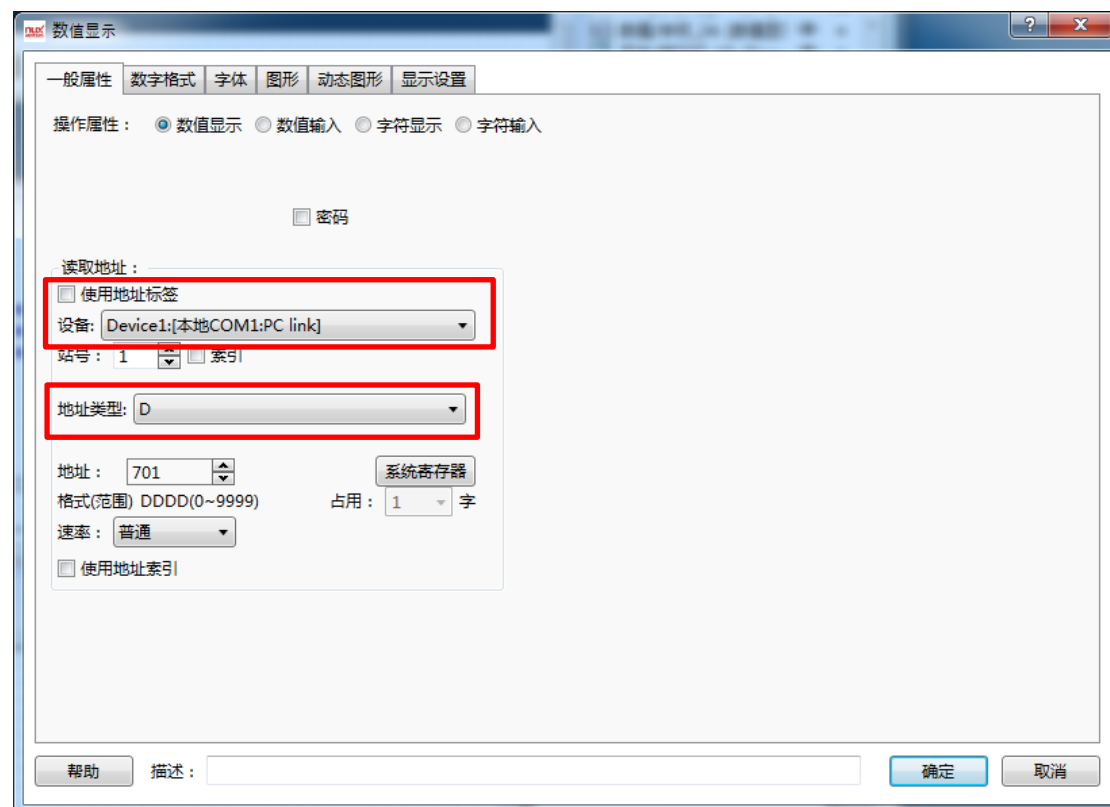 数值显示
一般属性 数字格式 字体 图形 动态图形 显示设置
操作属性： 数值显示 数值输入 字符显示 字符输入
密码
读取地址：
使用地址标签
设备: Device1:[本地COM1:PC link]
站号： 1 索引
地址类型: D
地址： 701 系统寄存器
格式(范围) DDDD(0~9999) 占用： 1 字
速率： 普通
使用地址索引
帮助 描述： 确定 取消